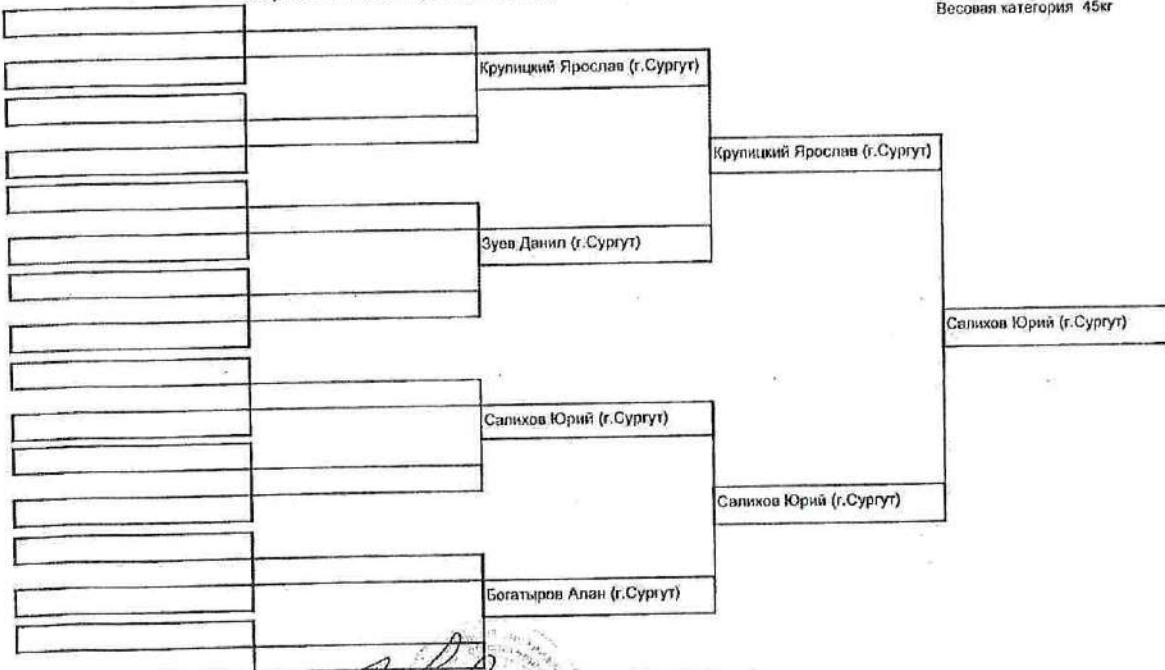 Весовая категория 45кг
Крупицкий Ярослав (г.Сургут)
Крупицкий Ярослав (г.Сургут)
Зуев Данил (г.Сургут)
Салихов Юрий (г.Сургут)
Салихов Юрий (г.Сургут)
Салихов Юрий (г.Сургут)
Богатыров Алан (г.Сургут)